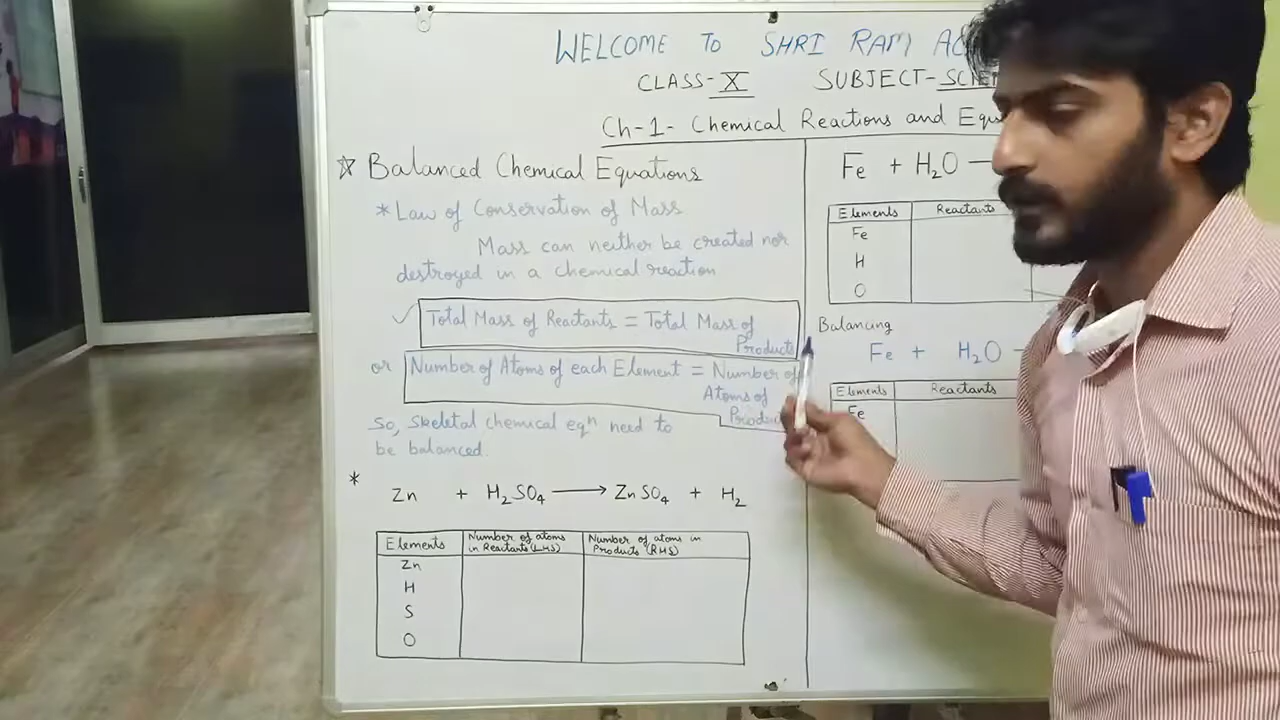 WELCOME TO SHRI RAM
CLASS-X SUBJECT-
Ch-1- Chemical Reactions and
☆ Balanced Chemical Equations
* Law of Conservation of Mass
Mass can neither be created nor
destroyed in a chemical reaction
✓ Total Mass of Reactants = Total Mass of
Products
or Number of Atoms of each Element = Number of
Atoms of
So, skeletal chemical eqⁿ need to
be balanced.
* Zn + H₂SO₄ → ZnSO₄ + H₂
Elements Number of atoms in Reactants (LHS) Number of atoms in Products (RHS)
Zn
H
S
O
Fe + H₂O —
Elements Reactants
Fe
H
O
Balancing
Fe + H₂O -
Elements Reactants
Fe